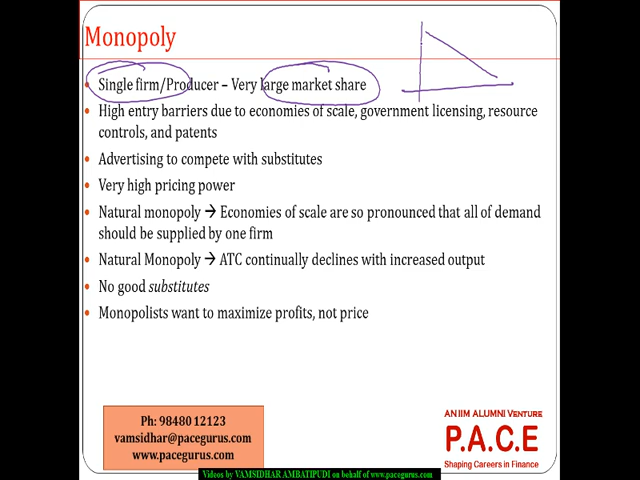 Monopoly
• Single firm/Producer – Very large market share
• High entry barriers due to economies of scale, government licensing, resource
controls, and patents
• Advertising to compete with substitutes
• Very high pricing power
• Natural monopoly → Economies of scale are so pronounced that all of demand
should be supplied by one firm
• Natural Monopoly → ATC continually declines with increased output
• No good substitutes
• Monopolists want to maximize profits, not price
Ph: 98480 12123
vamsidhar@pacegurus.com
www.pacegurus.com
AN IIM ALUMNI VENTURE
P.A.C.E
Shaping Careers in Finance
Videos by VAMSIDHAR AMBATIPUDI on behalf of www.pacegurus.com